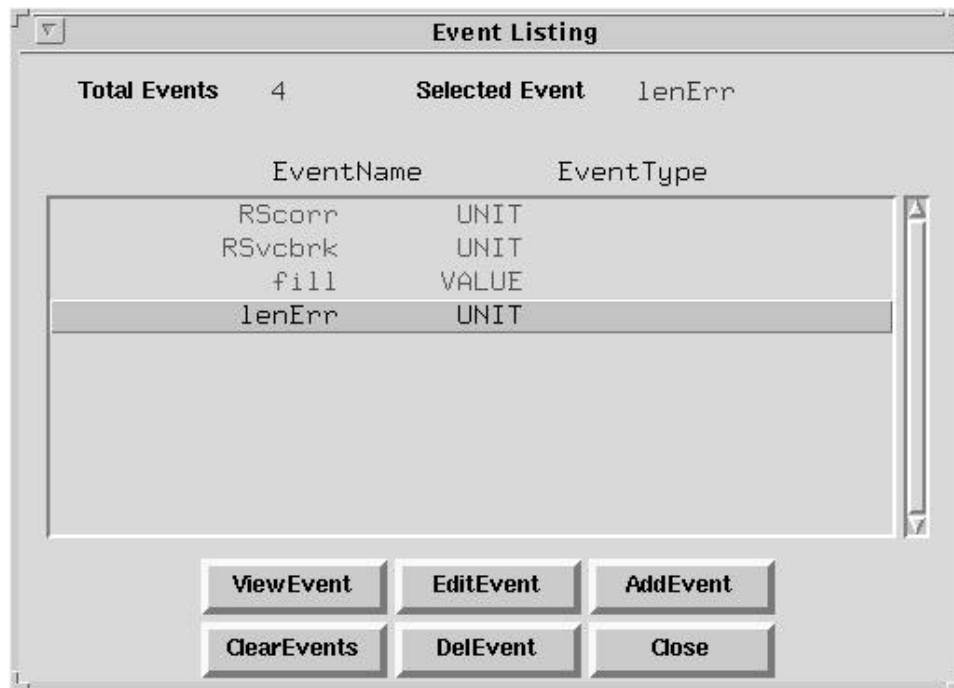 Event Listing
Total Events 4 Selected Event lenErr
EventName EventType
RScorr UNIT
RSvcbrk UNIT
fill VALUE
lenErr UNIT
ViewEvent EditEvent AddEvent
ClearEvents DelEvent Close